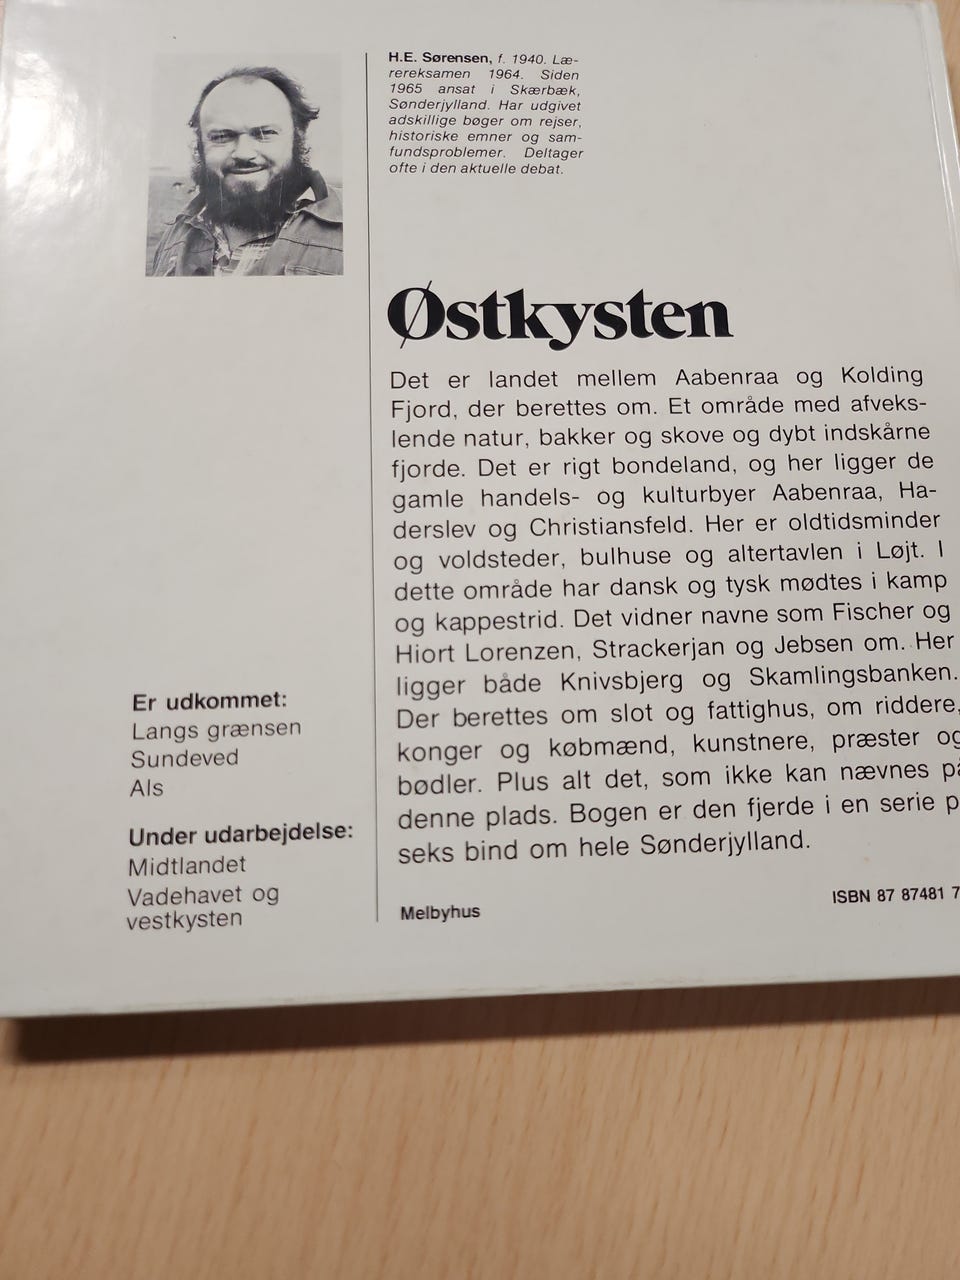 H.E. Sørensen, f. 1940. Læ-
rereksamen 1964. Siden
1965 ansat i Skærbæk,
Sønderjylland. Har udgivet
adskillige bøger om rejser,
historiske emner og sam-
fundsproblemer. Deltager
ofte i den aktuelle debat.
Østkysten
Det er landet mellem Aabenraa og Kolding
Fjord, der berettes om. Et område med afveks-
lende natur, bakker og skove og dybt indskårne
fjorde. Det er rigt bondeland, og her ligger de
gamle handels- og kulturbyer Aabenraa, Ha-
derslev og Christiansfeld. Her er oldtidsminder
og voldsteder, bulhuse og altertavlen i Løjt. I
dette område har dansk og tysk mødtes i kamp
og kappestrid. Det vidner navne som Fischer og
Hiort Lorenzen, Strackerjan og Jebsen om. Her
ligger både Knivsbjerg og Skamlingsbanken.
Der berettes om slot og fattighus, om riddere,
konger og købmænd, kunstnere, præster og
bødler. Plus alt det, som ikke kan nævnes på
denne plads. Bogen er den fjerde i en serie p
seks bind om hele Sønderjylland.
Er udkommet:
Langs grænsen
Sundeved
Als
Under udarbejdelse:
Midtlandet
Vadehavet og
vestkysten
Melbyhus
ISBN 87 87481 7